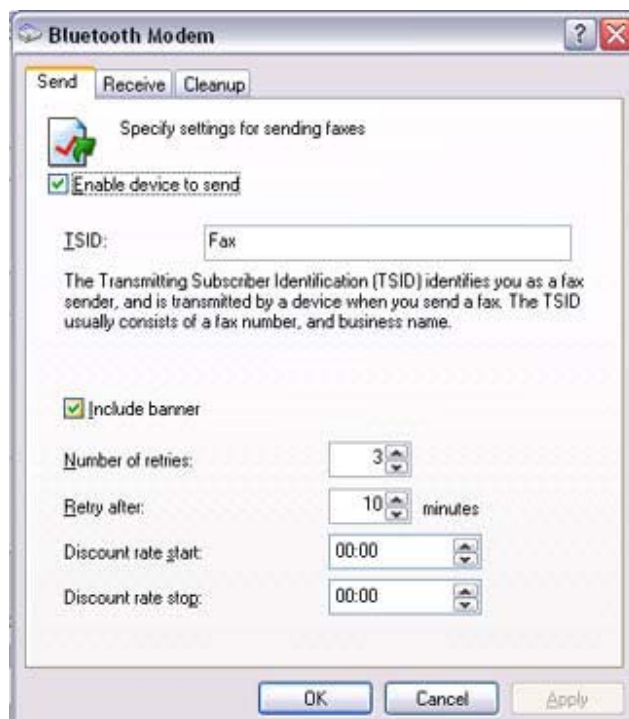 Bluetooth Modem
Send Receive Cleanup
Specify settings for sending faxes
Enable device to send
TSID: Fax
The Transmitting Subscriber Identification (TSID) identifies you as a fax
sender, and is transmitted by a device when you send a fax. The TSID
usually consists of a fax number, and business name.
Include banner
Number of retries: 3
Retry after: 10 minutes
Discount rate start: 00:00
Discount rate stop: 00:00
OK Cancel Apply